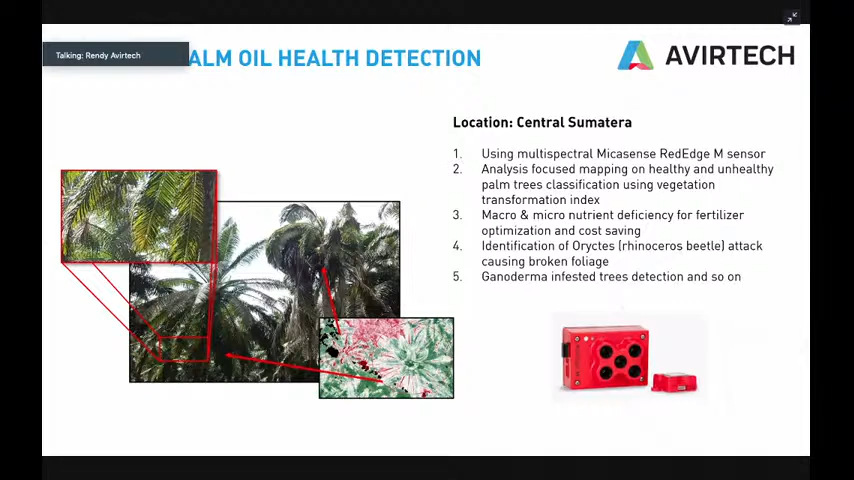 Talking: Rendy Avirtech
ALM OIL HEALTH DETECTION
AVIRTECH
Location: Central Sumatera
1. Using multispectral Micasense RedEdge M sensor
2. Analysis focused mapping on healthy and unhealthy
palm trees classification using vegetation
transformation index
3. Macro & micro nutrient deficiency for fertilizer
optimization and cost saving
4. Identification of Oryctes (rhinoceros beetle) attack
causing broken foliage
5. Ganoderma infested trees detection and so on